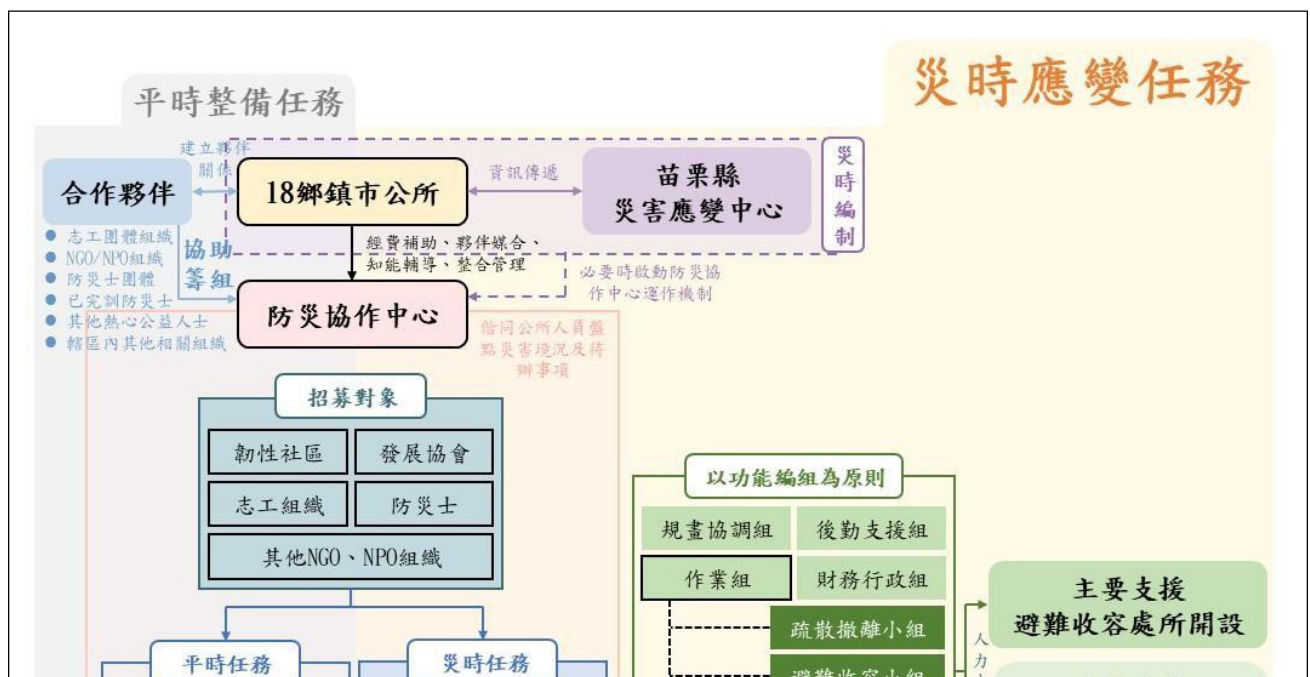 災時應變任務
平時整備任務
建立夥伴
關係
合作夥伴
18鄉鎮市公所
資訊傳遞
苗栗縣
災害應變中心
災時編制
志工團體組織
NGO/NPO組織
防災士團體
已完訓防災士
其他熱心公益人士
轄區內其他相關組織
協助
籌組
經費補助、夥伴媒合、
知能輔導、整合管理
必要時啟動防災協
作中心運作機制
防災協作中心
偕同公所人員盤
點災害境況及待
辦事項
招募對象
韌性社區
發展協會
志工組織
防災士
其他NGO、NPO組織
平時任務
災時任務
以功能編組為原則
規畫協調組
後勤支援組
作業組
財務行政組
疏散撤離小組
避難收容小組
主要支援
避難收容處所開設
人
力